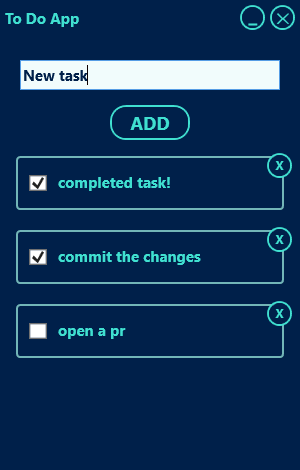 To Do App
New task
ADD
X
completed task!
X
commit the changes
X
open a pr